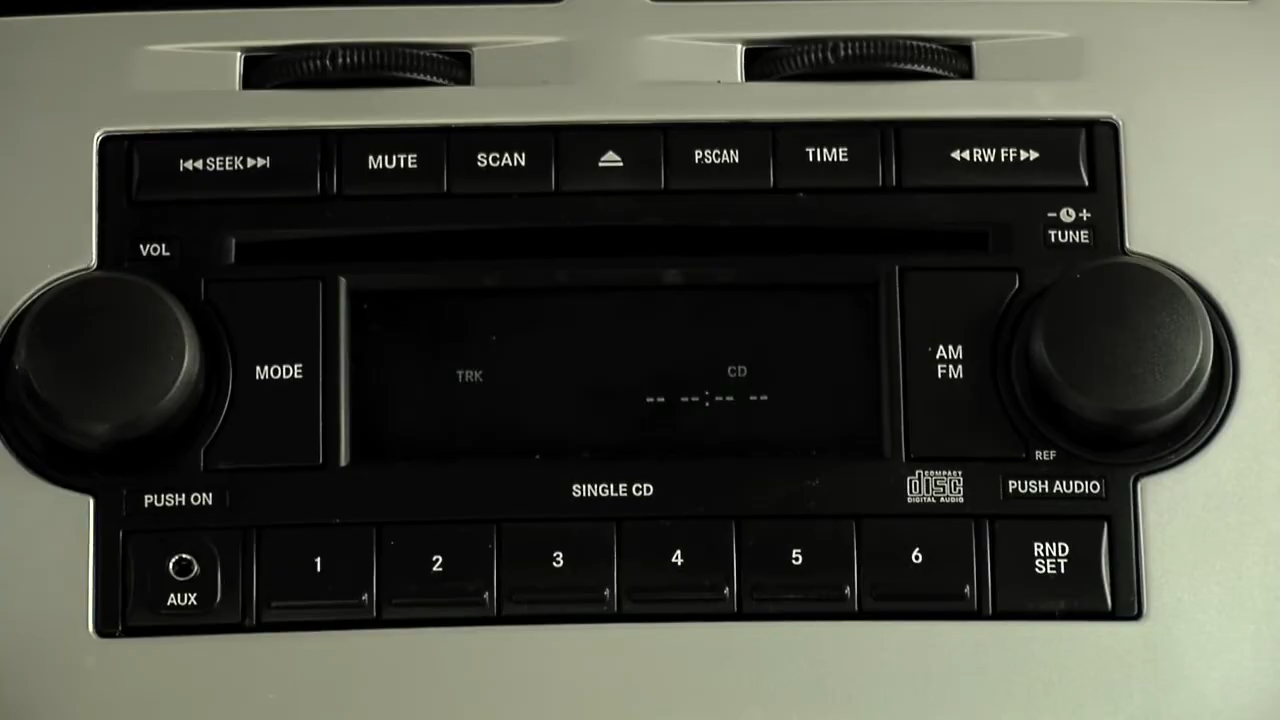 SEEK
MUTE
SCAN
P.SCAN
TIME
RW FF
VOL
- +
TUNE
MODE
TRK
CD
-- --:-- --
AM
FM
REF
PUSH ON
SINGLE CD
COMPACT
disc
DIGITAL AUDIO
PUSH AUDIO
AUX
1
2
3
4
5
6
RND
SET